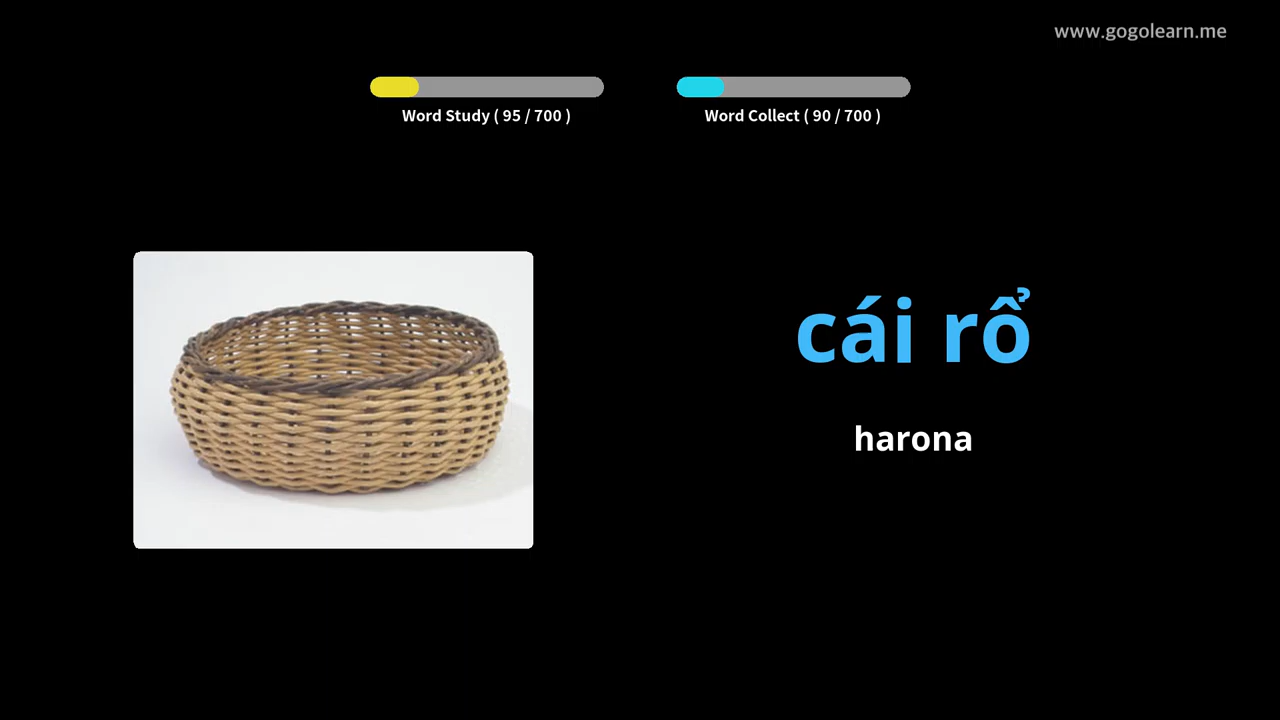 www.gogolearn.me
Word Study ( 95 / 700 )
Word Collect ( 90 / 700 )
cái rổ
harona